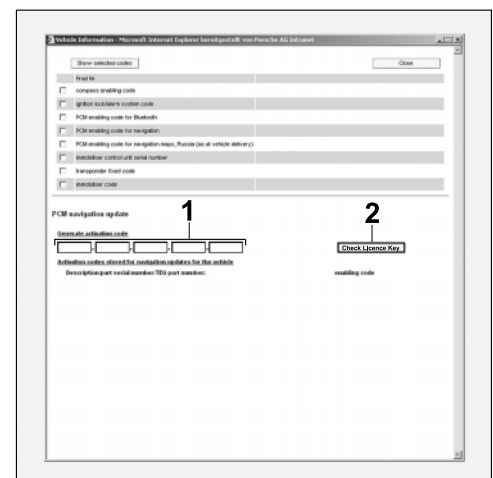 Vehicle Information - Microsoft Internet Explorer bereitgestellt von Porsche AG Intranet
Show selected codes Close
compass enabling code
ignition lock/alarm system code
PCM enabling code for Bluetooth
PCM enabling code for navigation
PCM enabling code for navigation maps, Russia (as at vehicle delivery)
immobiliser control unit serial number
transponder fixed code
immobiliser code
1 2
PCM navigation update
Generate activation code
Check Licence Key
Activation codes stored for navigation updates for the vehicle
Description/part serial number/TEQ part number: enabling code